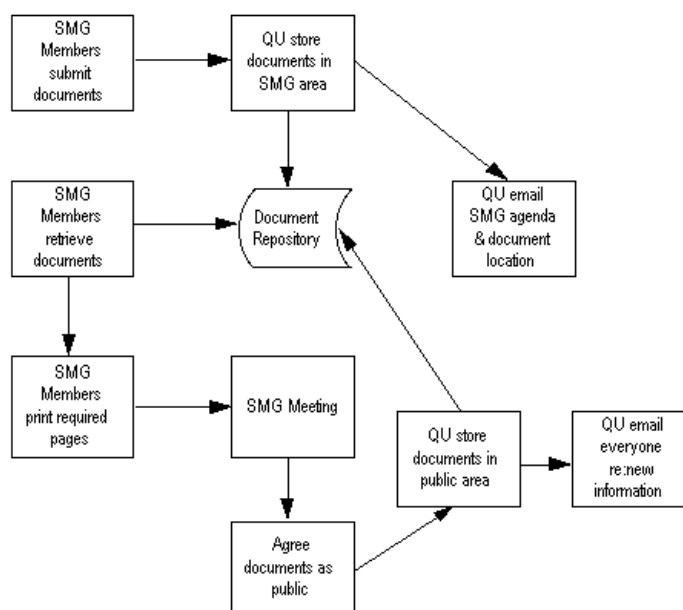 SMG
Members
submit
documents
QU store
documents in
SMG area
SMG
Members
retrieve
documents
Document
Repository
QU email
SMG agenda
& document
location
SMG
Members
print required
pages
SMG Meeting
QU store
documents in
public area
QU email
everyone
re:new
information
Agree
documents as
public